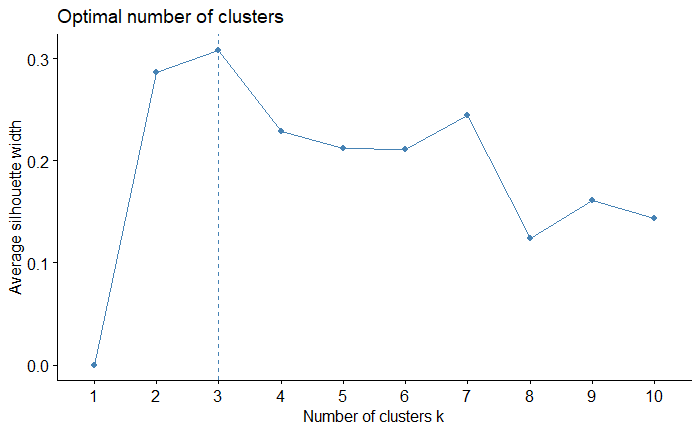 Optimal number of clusters
Average silhouette width
0.3
0.2
0.1
0.0
1 2 3 4 5 6 7 8 9 10
Number of clusters k